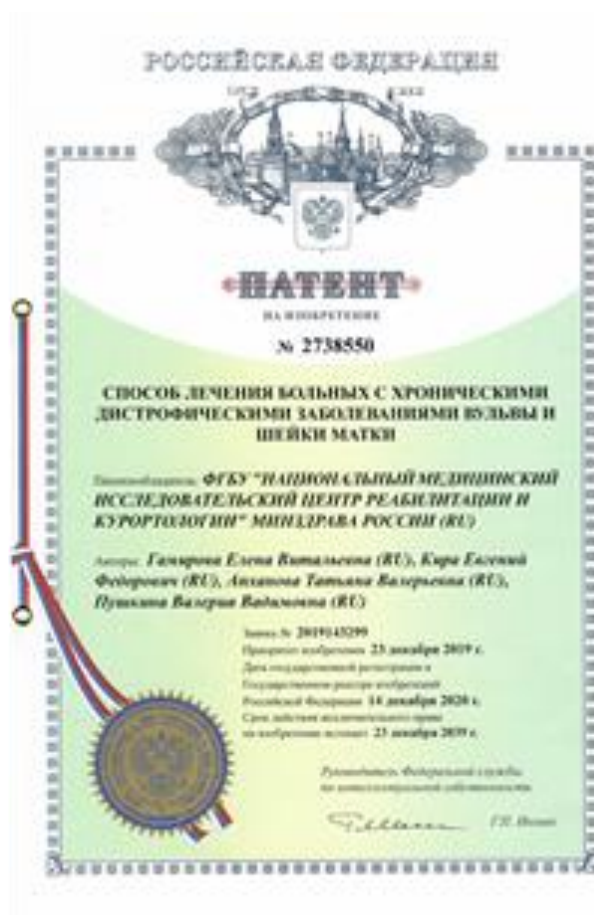 РОССИЙСКАЯ ФЕДЕРАЦИЯ
ПАТЕНТ
НА ИЗОБРЕТЕНИЕ
№ 2738550
СПОСОБ ЛЕЧЕНИЯ БОЛЬНЫХ С ХРОНИЧЕСКИМИ
ДИСТРОФИЧЕСКИМИ ЗАБОЛЕВАНИЯМИ ВУЛЬВЫ И
ШЕЙКИ МАТКИ
Патентообладатель: ФГБУ "НАЦИОНАЛЬНЫЙ МЕДИЦИНСКИЙ
ИССЛЕДОВАТЕЛЬСКИЙ ЦЕНТР РЕАБИЛИТАЦИИ И
КУРОРТОЛОГИИ" МИНЗДРАВА РОССИИ (RU)
Авторы: Гамирова Елена Витальевна (RU), Кира Евгений
Федорович (RU), Апханова Татьяна Валерьевна (RU),
Пушкина Валерия Вадимовна (RU)
Заявка № 2019143299
Приоритет изобретения 23 декабря 2019 г.
Дата государственной регистрации в
Государственном реестре изобретений
Российской Федерации 14 декабря 2020 г.
Срок действия исключительного права
на изобретение истекает 23 декабря 2039 г.
Руководитель Федеральной службы
по интеллектуальной собственности
Г.П. Ивлиев